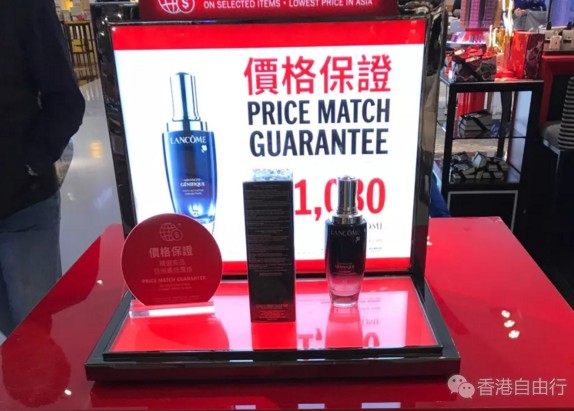 ON SELECTED ITEMS • LOWEST PRICE IN ASIA
價格保證
PRICE MATCH
GUARANTEE
LANCÔME
GÉNIFIQUE
1,080
LANCÔME
價格保證
PRICE MATCH GUARANTEE
香港自由行